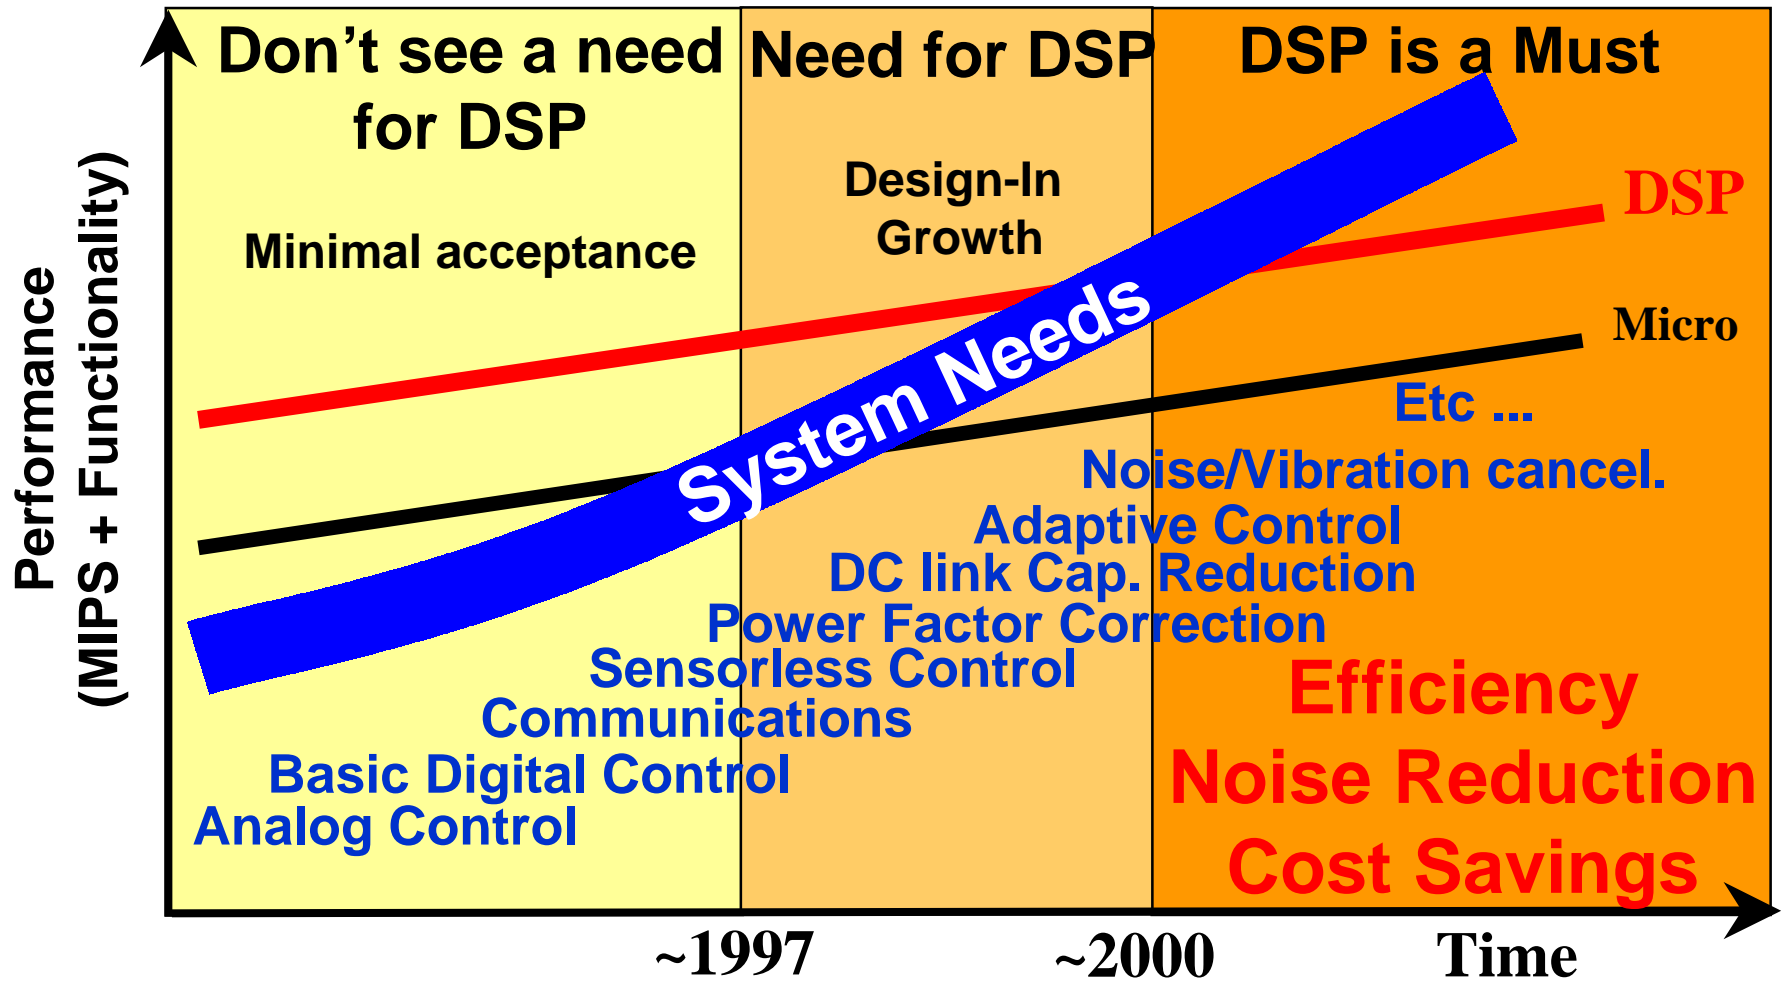 Don't see a need
for DSP
Need for DSP
DSP is a Must
Minimal acceptance
Design-In
Growth
DSP
Micro
System Needs
Etc ...
Noise/Vibration cancel.
Adaptive Control
DC link Cap. Reduction
Power Factor Correction
Sensorless Control
Communications
Basic Digital Control
Analog Control
Efficiency
Noise Reduction
Cost Savings
Performance
(MIPS + Functionality)
~1997
~2000
Time